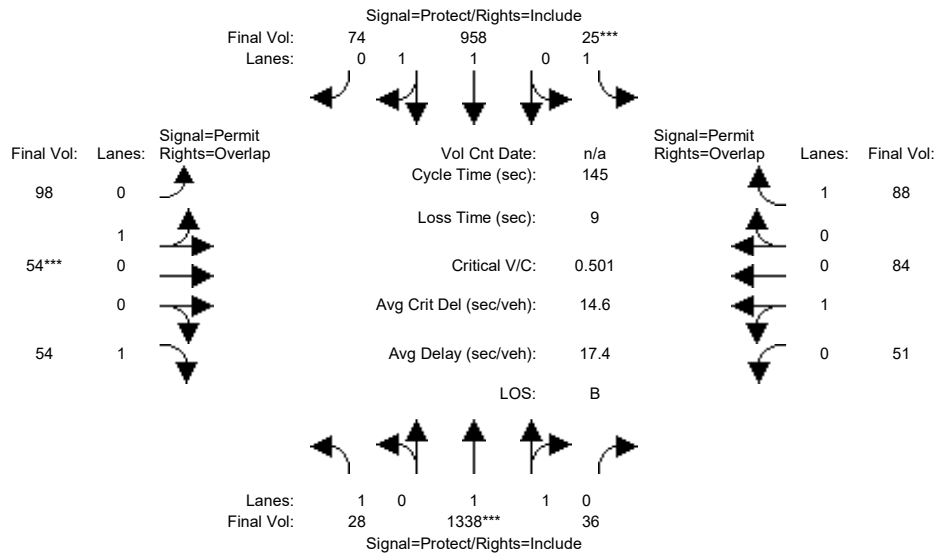 Signal=Protect/Rights=Include
Final Vol: 74 958 25***
Lanes: 0 1 1 0 1
Signal=Permit Signal=Permit
Final Vol: Lanes: Rights=Overlap Vol Cnt Date: n/a Rights=Overlap Lanes: Final Vol:
Cycle Time (sec): 145
98 0 1 88
Loss Time (sec): 9
1 0
54*** 0 Critical V/C: 0.501 0 84
0 Avg Crit Del (sec/veh): 14.6 1
54 1 Avg Delay (sec/veh): 17.4 0 51
LOS: B
Lanes: 1 0 1 1 0
Final Vol: 28 1338*** 36
Signal=Protect/Rights=Include